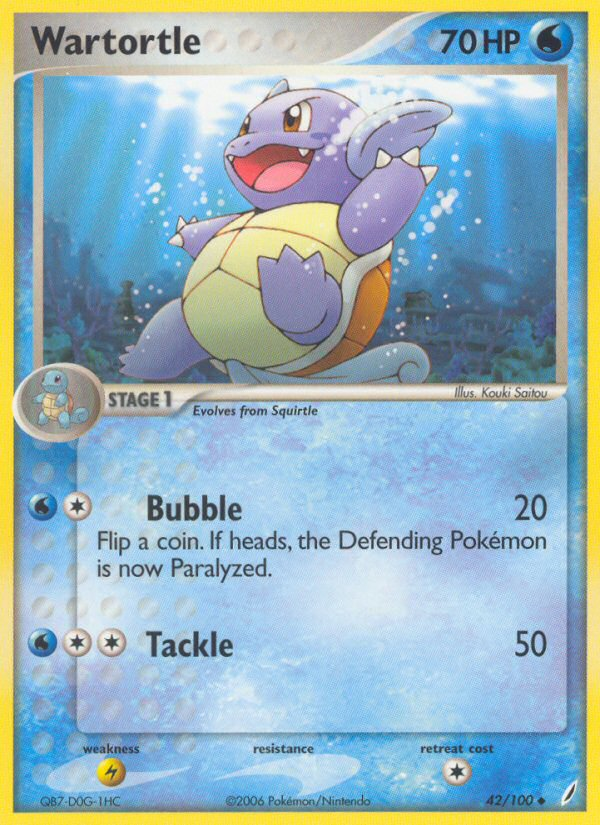 Wartortle 70 HP
Illus. Kouki Saitou
STAGE 1
Evolves from Squirtle
Bubble 20
Flip a coin. If heads, the Defending Pokémon
is now Paralyzed.
Tackle 50
weakness resistance retreat cost
QB7-D0G-1HC ©2006 Pokémon/Nintendo 42/100